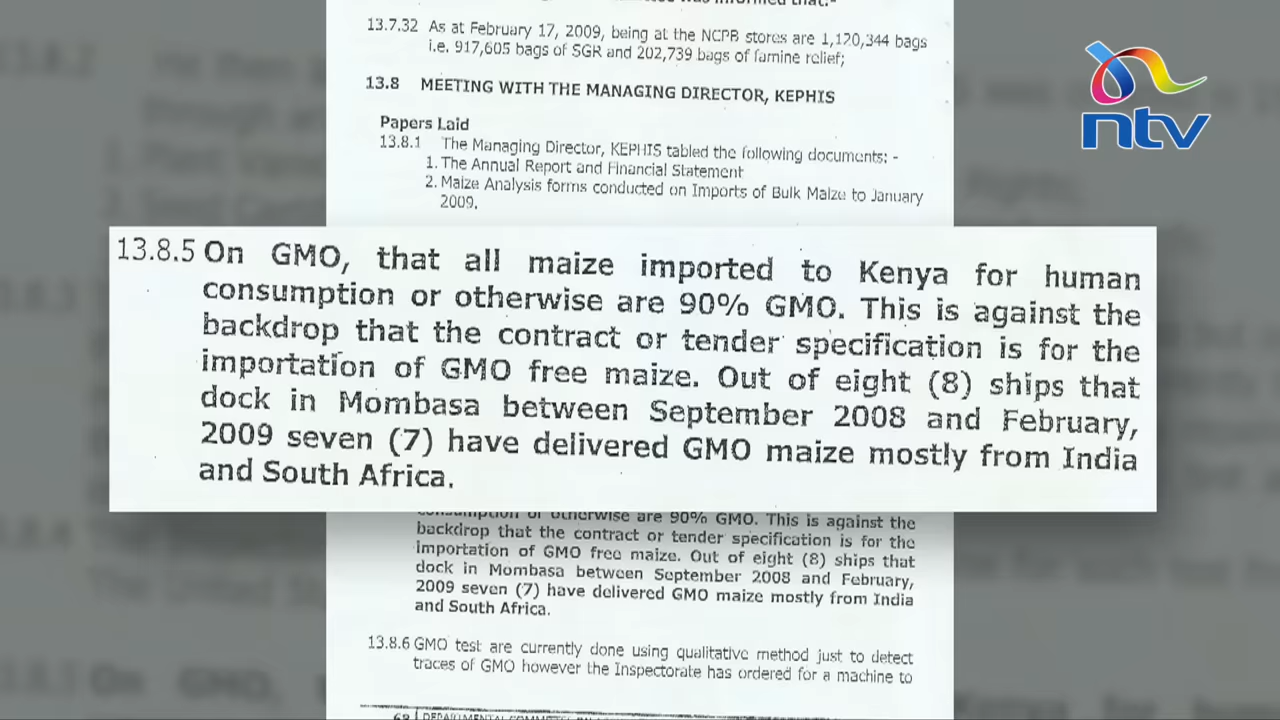 13.7.32 As at February 17, 2009, being at the NCPB stores are 1,120,344 bags
i.e. 917,605 bags of SGR and 202,739 bags of famine relief;
13.8 MEETING WITH THE MANAGING DIRECTOR, KEPHIS
Papers Laid
13.8.1 The Managing Director, KEPHIS tabled the following documents: -
1. The Annual Report and Financial Statement
2. Maize Analysis forms conducted on Imports of Bulk Maize to January
2009.
ntv
13.8.5 On GMO, that all maize imported to Kenya for human
consumption or otherwise are 90% GMO. This is against the
backdrop that the contract or tender specification is for the
importation of GMO free maize. Out of eight (8) ships that
dock in Mombasa between September 2008 and February,
2009 seven (7) have delivered GMO maize mostly from India
and South Africa.
consumption or otherwise are 90% GMO. This is against the
backdrop that the contract or tender specification is for the
importation of GMO free maize. Out of eight (8) ships that
dock in Mombasa between September 2008 and February,
2009 seven (7) have delivered GMO maize mostly from India
and South Africa.
13.8.6 GMO test are currently done using qualitative method just to detect
traces of GMO however the Inspectorate has ordered for a machine to